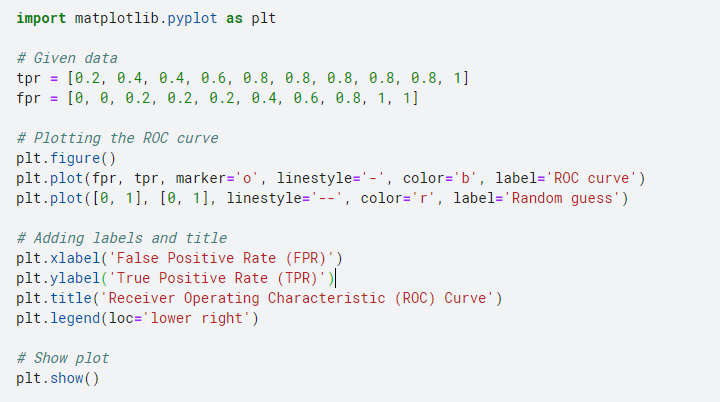 import matplotlib.pyplot as plt
# Given data
tpr = [0.2, 0.4, 0.4, 0.6, 0.8, 0.8, 0.8, 0.8, 0.8, 1]
fpr = [0, 0, 0.2, 0.2, 0.2, 0.4, 0.6, 0.8, 1, 1]
# Plotting the ROC curve
plt.figure()
plt.plot(fpr, tpr, marker='o', linestyle='-', color='b', label='ROC curve')
plt.plot([0, 1], [0, 1], linestyle='--', color='r', label='Random guess')
# Adding labels and title
plt.xlabel('False Positive Rate (FPR)')
plt.ylabel('True Positive Rate (TPR)')
plt.title('Receiver Operating Characteristic (ROC) Curve')
plt.legend(loc='lower right')
# Show plot
plt.show()